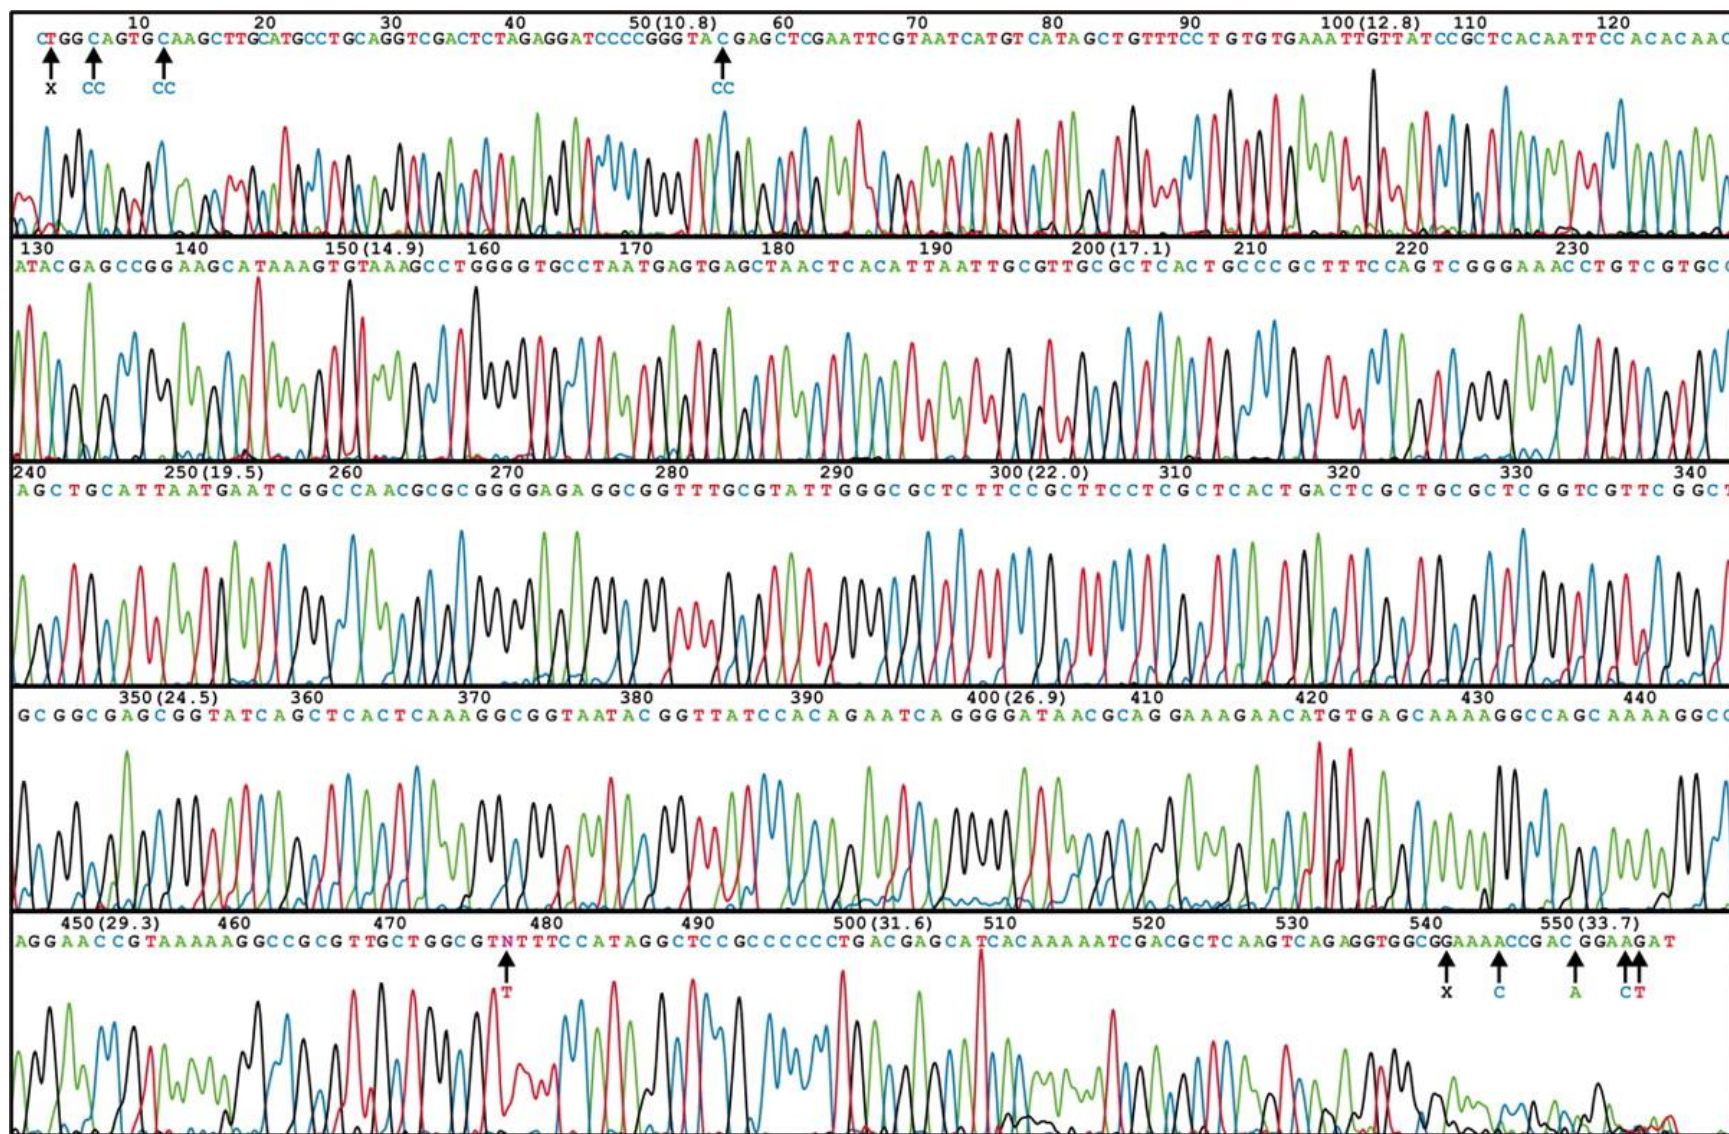 10 20 30 40 50(10.8) 60 70 80 90 100(12.8) 110 120
CTGGCAGTGCAAGCTTGCATGCCTGCAGGTCGACTCTAGAGGATCCCCGGGTACGAGCTCGAATTCGTAATCATGTCATAGCTGTTTCCTGTGTGAAATTGTTATCCGCTCACAATTCCACACAAC
X CC CC CC
130 140 150(14.9) 160 170 180 190 200(17.1) 210 220 230
ATACGAGCCGGAAGCATAAAGTGTAAAGCCTGGGGTGCCTAATGAGTGAGCTAACTCACATTAATTGCGTTGCGCTCACTGCCCGCTTTCCAGTCGGGAAACCTGTCGTGCC
240 250(19.5) 260 270 280 290 300(22.0) 310 320 330 340
AGCTGCATTAATGAATCGGCCAACGCGCGGGGAGAGGCGGTTTGCGTATTGGGCGCTCTTCCGCTTCCTCGCTCACTGACTCGCTGCGCTCGGTCGTTCGGCT
350(24.5) 360 370 380 390 400(26.9) 410 420 430 440
GCGGCGAGCGGTATCAGCTCACTCAAAGGCGGTAATACGGTTATCCACAGAATCAGGGGATAACGCAGGAAAGAACATGTGAGCAAAAGGCCAGCAAAAGGCC
450(29.3) 460 470 480 490 500(31.6) 510 520 530 540 550(33.7)
AGGAACCGTAAAAAGGCCGCGTTGCTGGCGTNTTTCCATAGGCTCCGCCCCCCTGACGAGCATCACAAAAATCGACGCTCAAGTCAGAGGTGGCGGAAAACCGACGGAAGAT
T X C A CT